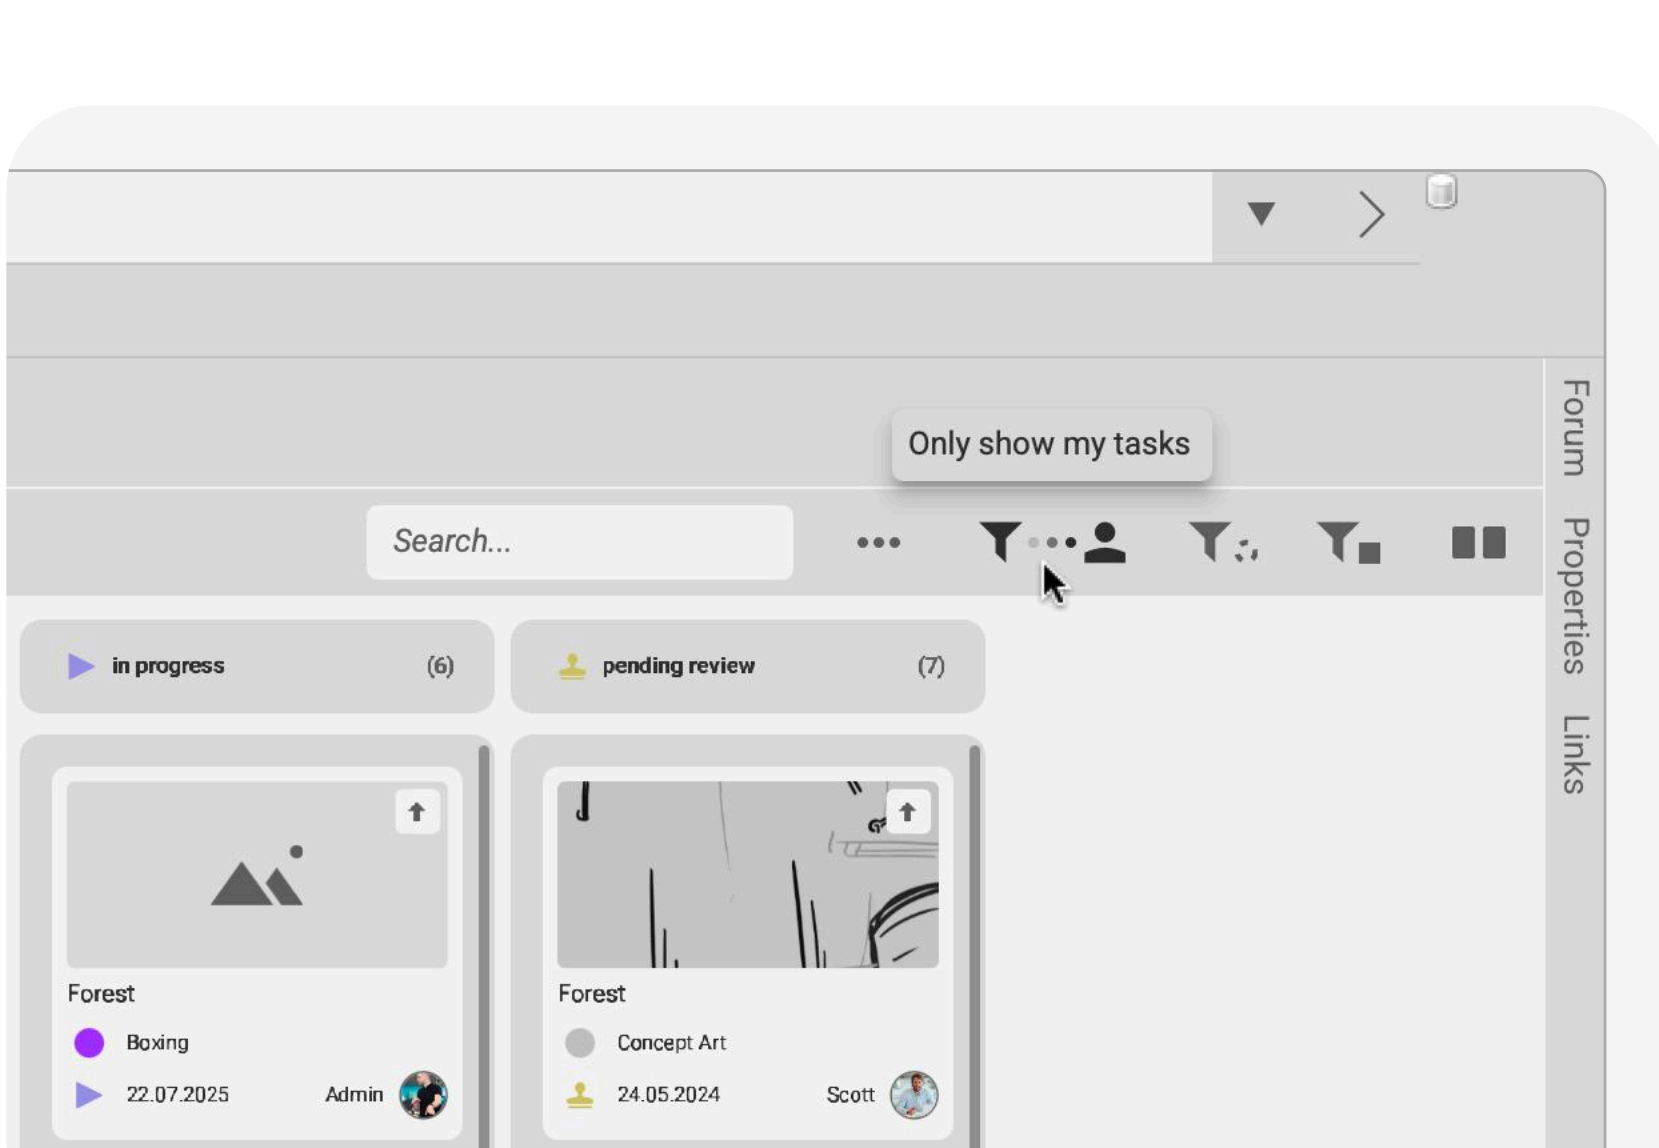 Only show my tasks
Search...
in progress (6)
pending review (7)
Forest
Boxing
22.07.2025 Admin
Forest
Concept Art
24.05.2024 Scott
Forum
Properties
Links